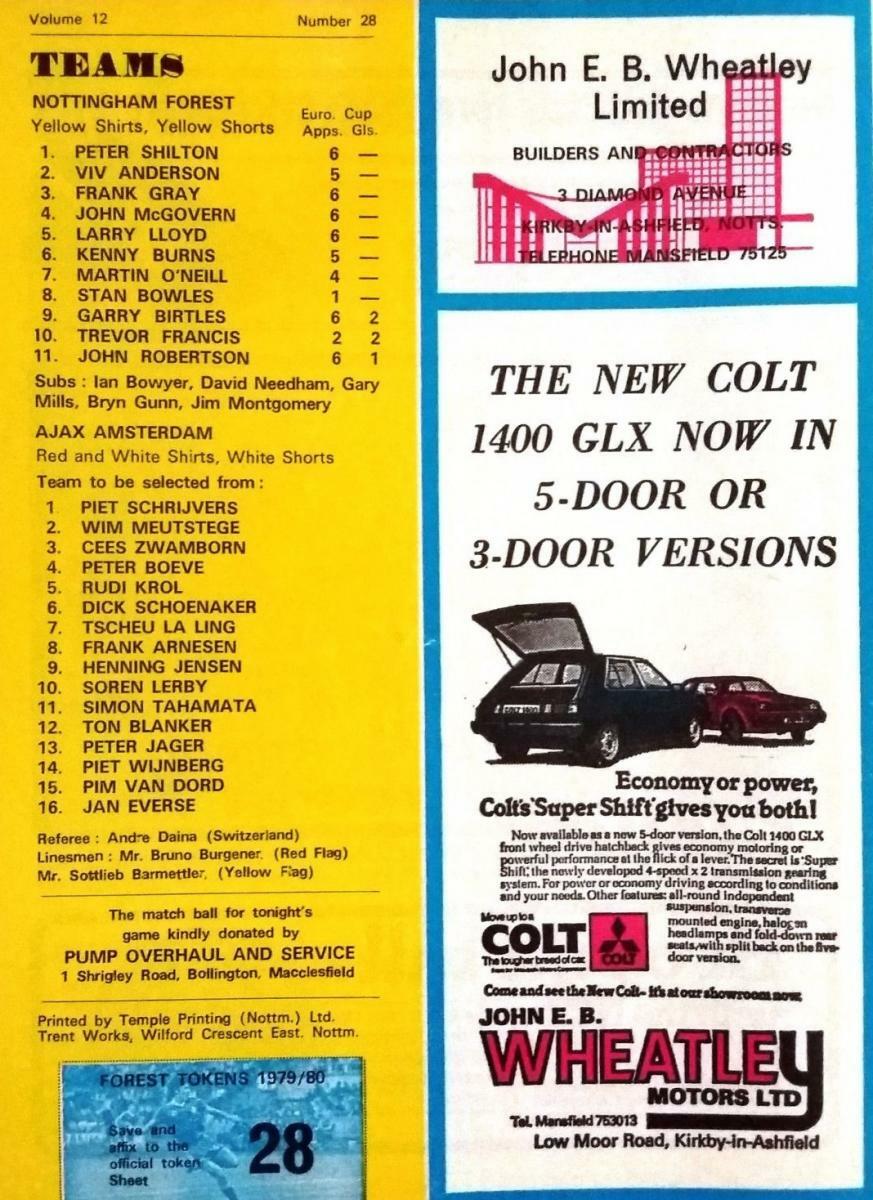 Volume 12 Number 28
TEAMS
NOTTINGHAM FOREST
Yellow Shirts, Yellow Shorts
Euro. Cup
Apps. Gls.
1. PETER SHILTON 6 —
2. VIV ANDERSON 5 —
3. FRANK GRAY 6 —
4. JOHN McGOVERN 6 —
5. LARRY LLOYD 6 —
6. KENNY BURNS 5 —
7. MARTIN O'NEILL 4 —
8. STAN BOWLES 1 —
9. GARRY BIRTLES 6 2
10. TREVOR FRANCIS 2 2
11. JOHN ROBERTSON 6 1
Subs : Ian Bowyer, David Needham, Gary
Mills, Bryn Gunn, Jim Montgomery
AJAX AMSTERDAM
Red and White Shirts, White Shorts
Team to be selected from :
1 PIET SCHRIJVERS
2. WIM MEUTSTEGE
3. CEES ZWAMBORN
4. PETER BOEVE
5. RUDI KROL
6. DICK SCHOENAKER
7. TSCHEU LA LING
8. FRANK ARNESEN
9. HENNING JENSEN
10. SOREN LERBY
11. SIMON TAHAMATA
12. TON BLANKER
13. PETER JAGER
14. PIET WIJNBERG
15. PIM VAN DORD
16. JAN EVERSE
Referee : Andre Daina (Switzerland)
Linesmen : Mr. Bruno Burgener. (Red Flag)
Mr. Sottlieb Barmettler, (Yellow Flag)
The match ball for tonight's
game kindly donated by
PUMP OVERHAUL AND SERVICE
1 Shrigley Road, Bollington, Macclesfield
Printed by Temple Printing (Nottm.) Ltd.
Trent Works, Wilford Crescent East. Nottm.
FOREST TOKENS 1979/80
Save and
affix to the
official token
Sheet
28
John E. B. Wheatley
Limited
BUILDERS AND CONTRACTORS
3 DIAMOND AVENUE
KIRKBY-IN-ASHFIELD, NOTTS.
TELEPHONE MANSFIELD 75125
THE NEW COLT
1400 GLX NOW IN
5-DOOR OR
3-DOOR VERSIONS
Economy or power,
Colt's 'Super Shift' gives you both!
Now available as a new 5-door version, the Colt 1400 GLX
front wheel drive hatchback gives economy motoring or
powerful performance at the flick of a lever. The secret is 'Super
Shift', the newly developed 4-speed x 2 transmission gearing
system. For power or economy driving according to conditions
and your needs. Other features: all-round independent
suspension, transverse
mounted engine, halogen
headlamps and fold-down rear
seats, with split back on the five-
door version.
Move up to a
COLT
The tougher breed of car.
COLT
Come and see the New Colt– it's at our showroom now.
JOHN E. B.
WHEATLEY
MOTORS LTD
Tel. Mansfield 753013
Low Moor Road, Kirkby-in-Ashfield